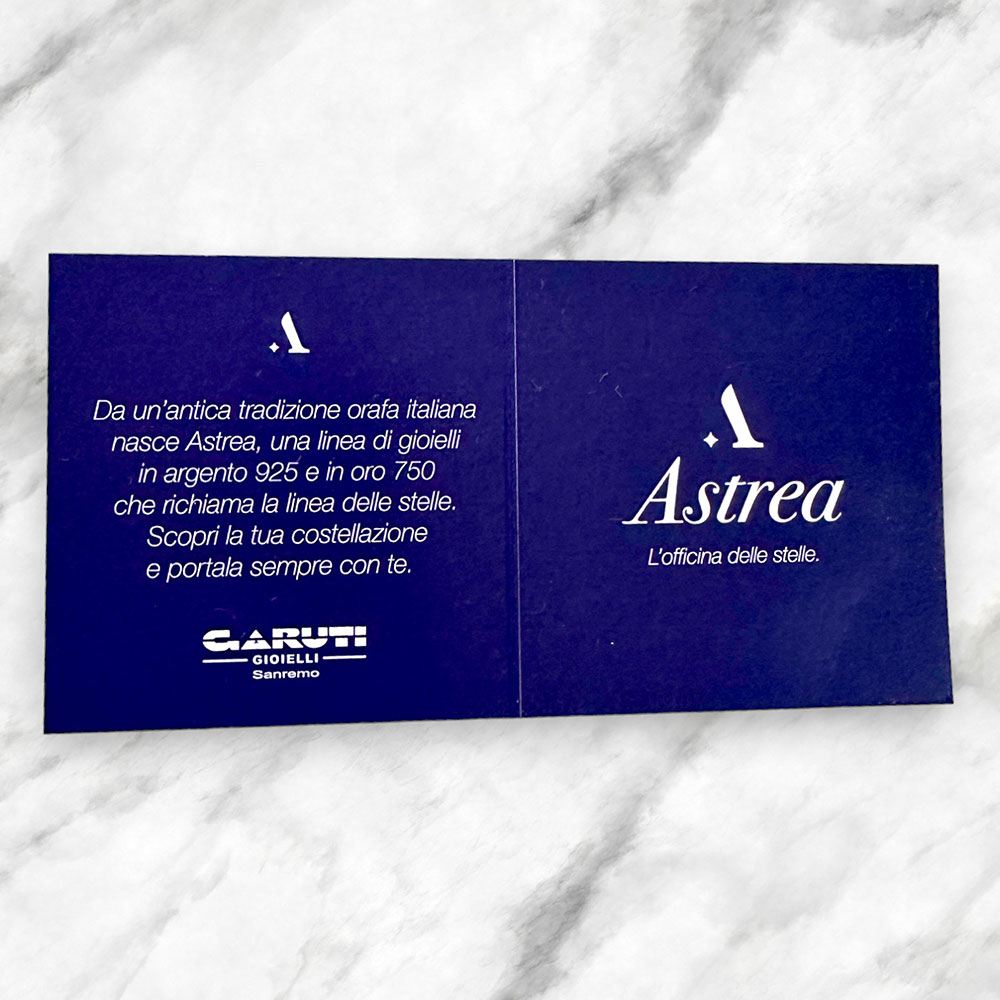 Da un'antica tradizione orafa italiana
nasce Astrea, una linea di gioielli
in argento 925 e in oro 750
che richiama la linea delle stelle.
Scopri la tua costellazione
e portala sempre con te.
GARUTI
GIOIELLI
Sanremo
A
Astrea
L'officina delle stelle.